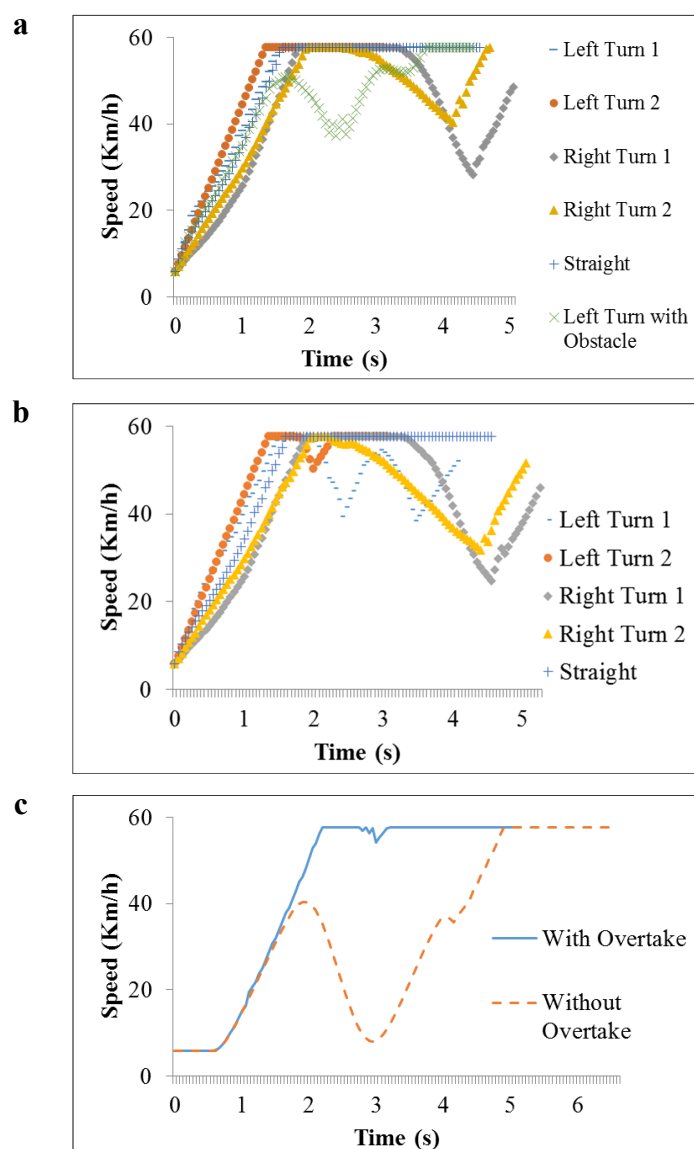 a
60
40
20
0
Speed (Km/h)
0 1 2 3 4 5
Time (s)
Left Turn 1
Left Turn 2
Right Turn 1
Right Turn 2
Straight
Left Turn with
Obstacle
b
60
40
20
0
Speed (Km/h)
0 1 2 3 4 5
Time (s)
Left Turn 1
Left Turn 2
Right Turn 1
Right Turn 2
Straight
c
60
40
20
0
Speed (Km/h)
0 1 2 3 4 5 6
Time (s)
With Overtake
Without
Overtake